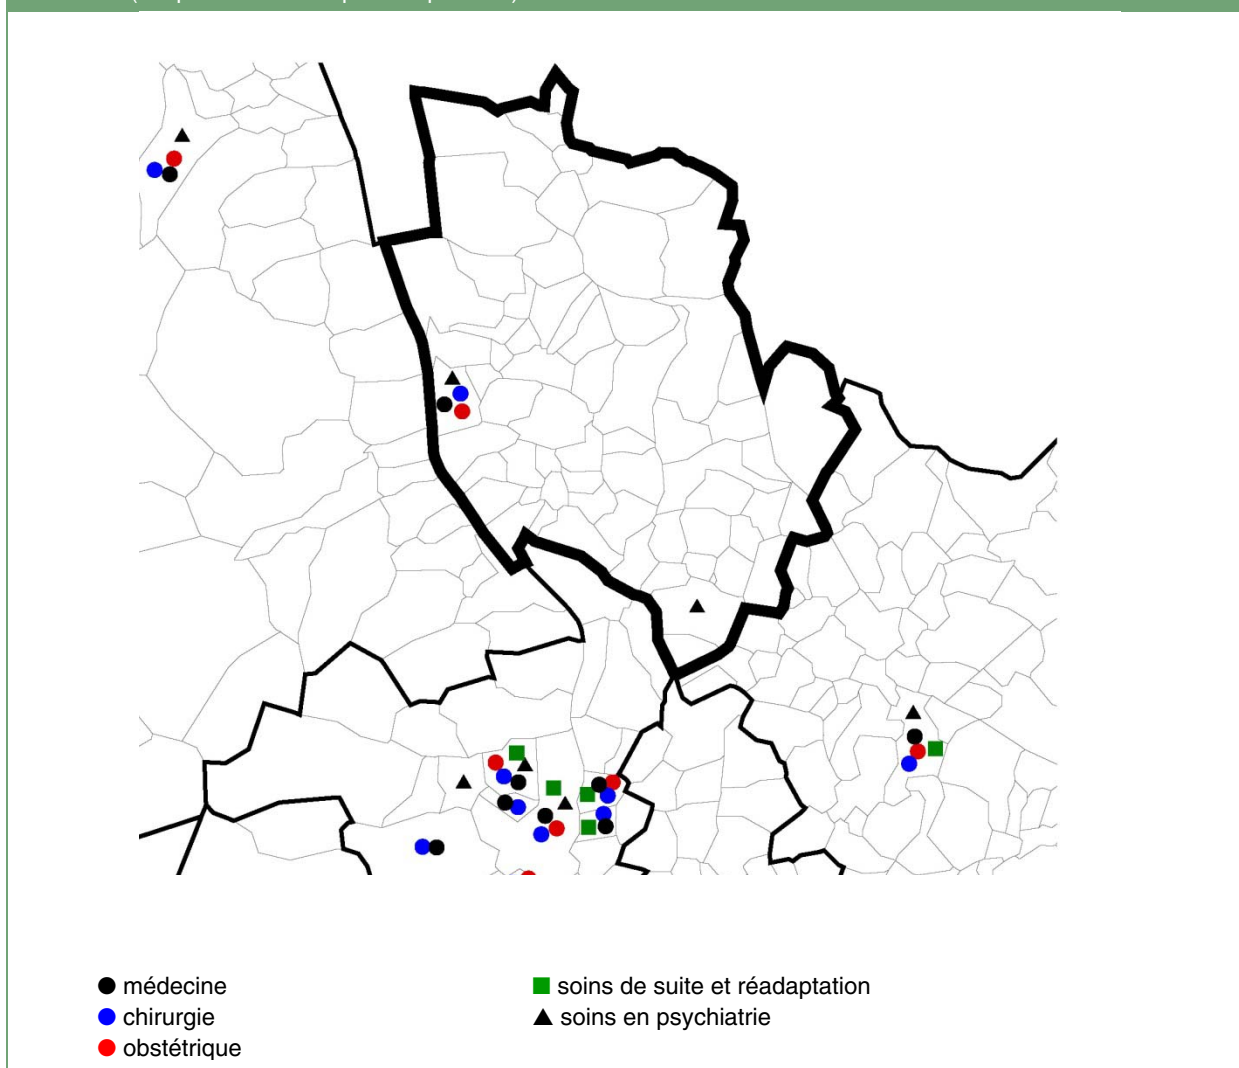 médecine
chirurgie
obstétrique
soins de suite et réadaptation
soins en psychiatrie